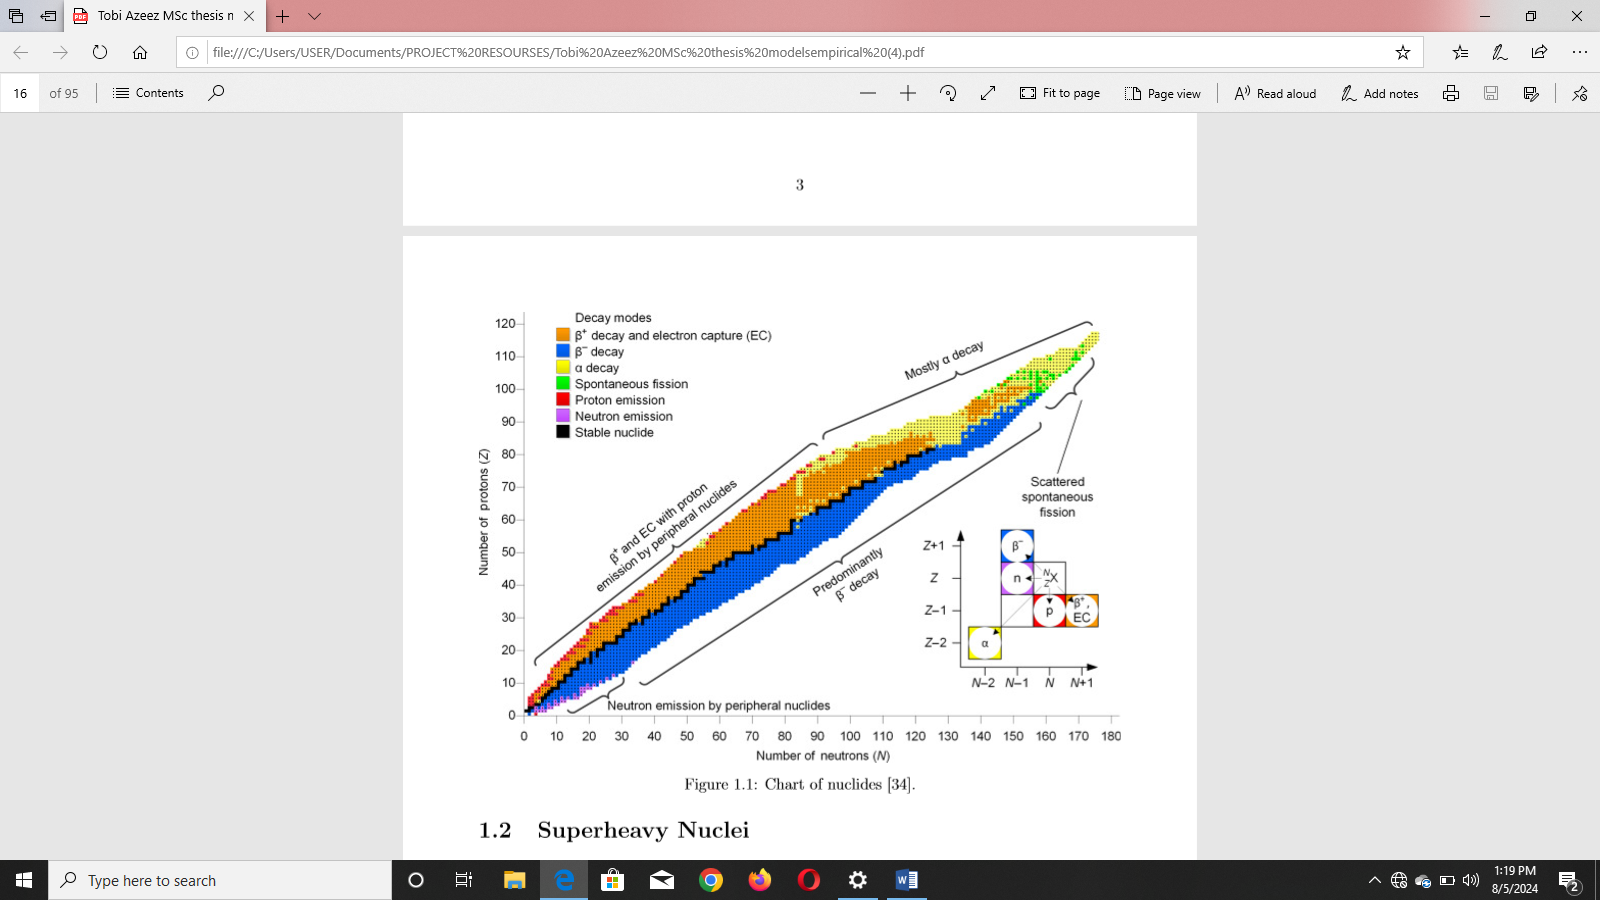 Tobi Azeez MSc thesis n
file:///C:/Users/USER/Documents/PROJECT%20RESOURSES/Tobi%20Azeez%20MSc%20thesis%20modelsempirical%20(4).pdf
16 of 95 Contents Fit to page Page view Read aloud Add notes
3
Decay modes
β⁺ decay and electron capture (EC)
β⁻ decay
α decay
Spontaneous fission
Proton emission
Neutron emission
Stable nuclide
120
110
100
90
80
70
60
50
40
30
20
10
0
Number of protons (Z)
Mostly α decay
β⁺ and EC with proton
emission by peripheral nuclides
Predominantly
β⁻ decay
Scattered
spontaneous
fission
Neutron emission by peripheral nuclides
Z+1
Z
Z−1
Z−2
β⁻
n
N
Z X
p
β⁺,
EC
α
N−2 N−1 N N+1
0 10 20 30 40 50 60 70 80 90 100 110 120 130 140 150 160 170 180
Number of neutrons (N)
Figure 1.1: Chart of nuclides [34].
1.2 Superheavy Nuclei
Type here to search
1:19 PM
8/5/2024
2